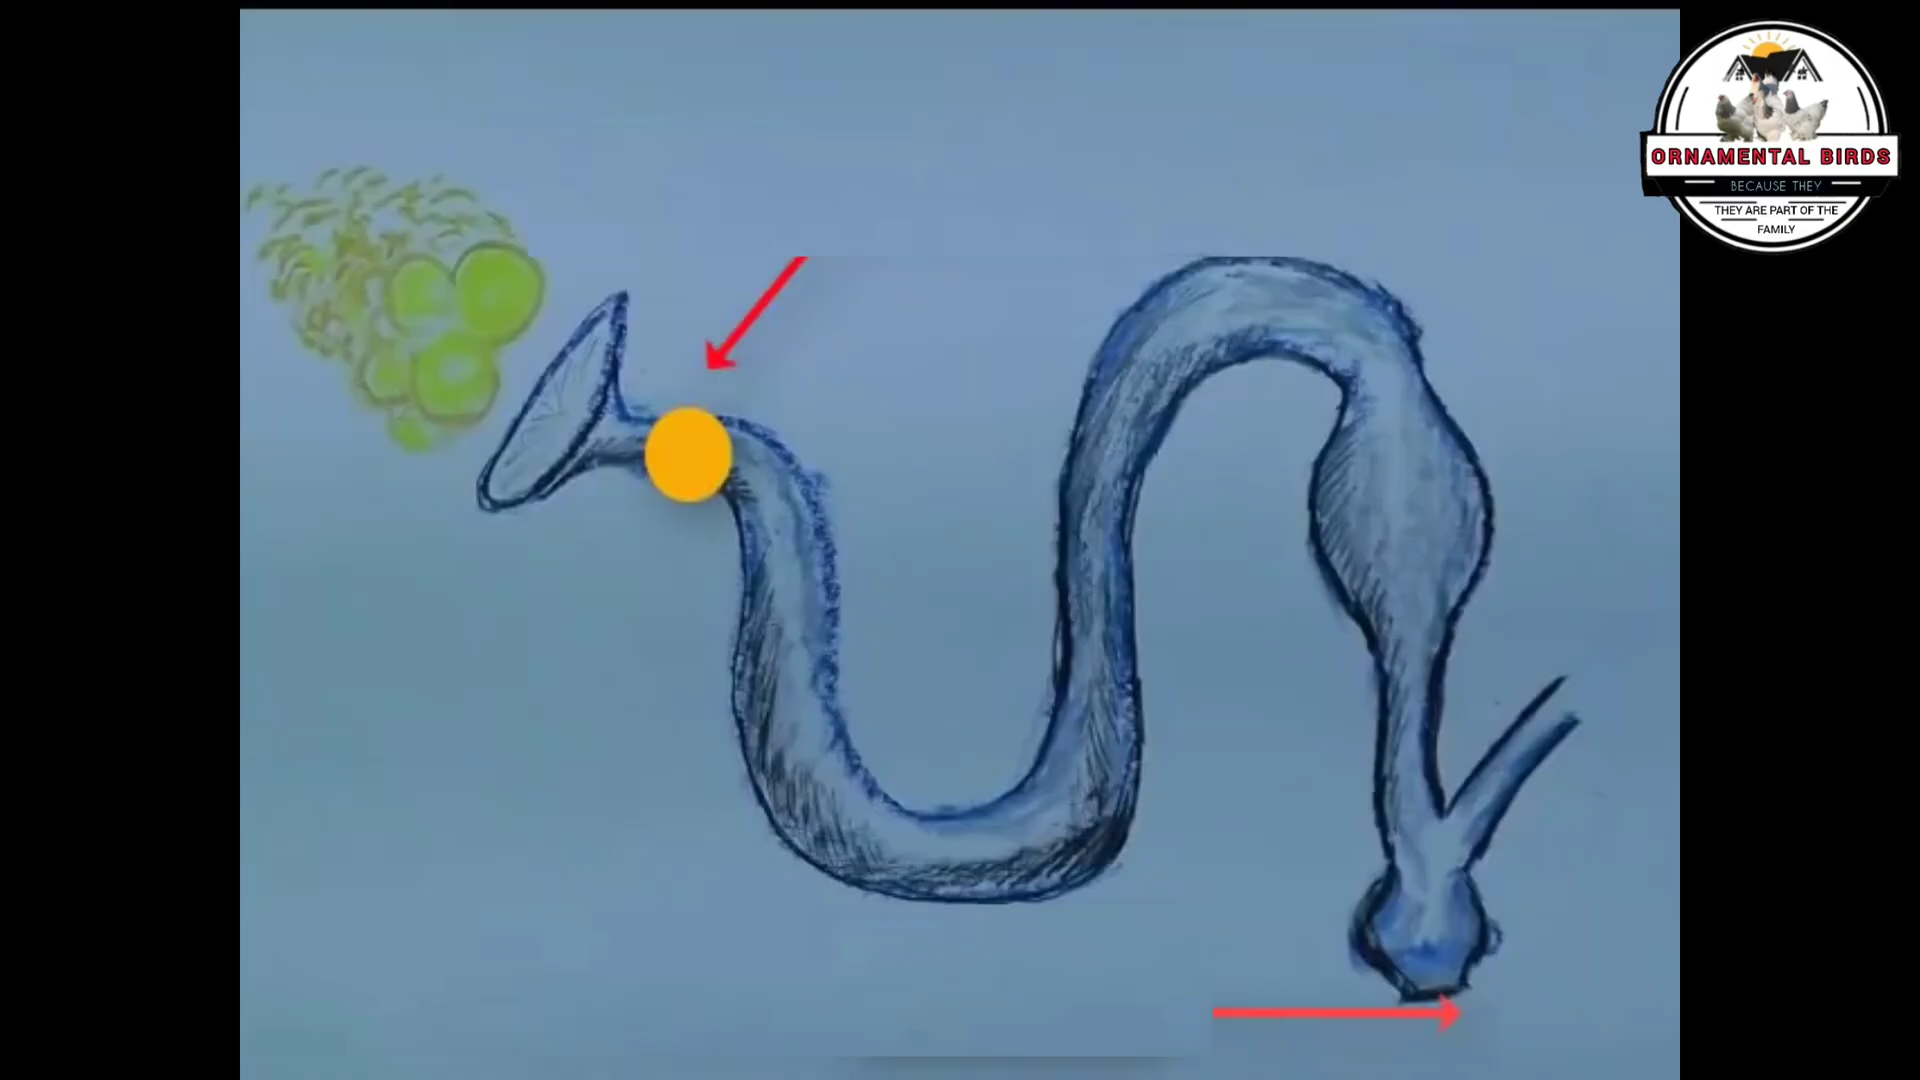 ORNAMENTAL BIRDS
BECAUSE THEY
THEY ARE PART OF THE
FAMILY